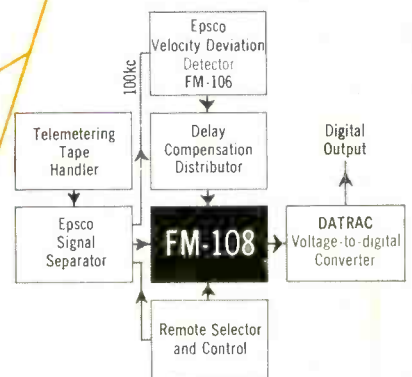 Epsco
Velocity Deviation
Detector
FM-106
100kc
Telemetering
Tape
Handler
Delay
Compensation
Distributor
Digital
Output
Epsco
Signal
Separator
FM-108
DATRAC
Voltage-to-digital
Converter
Remote Selector
and Control